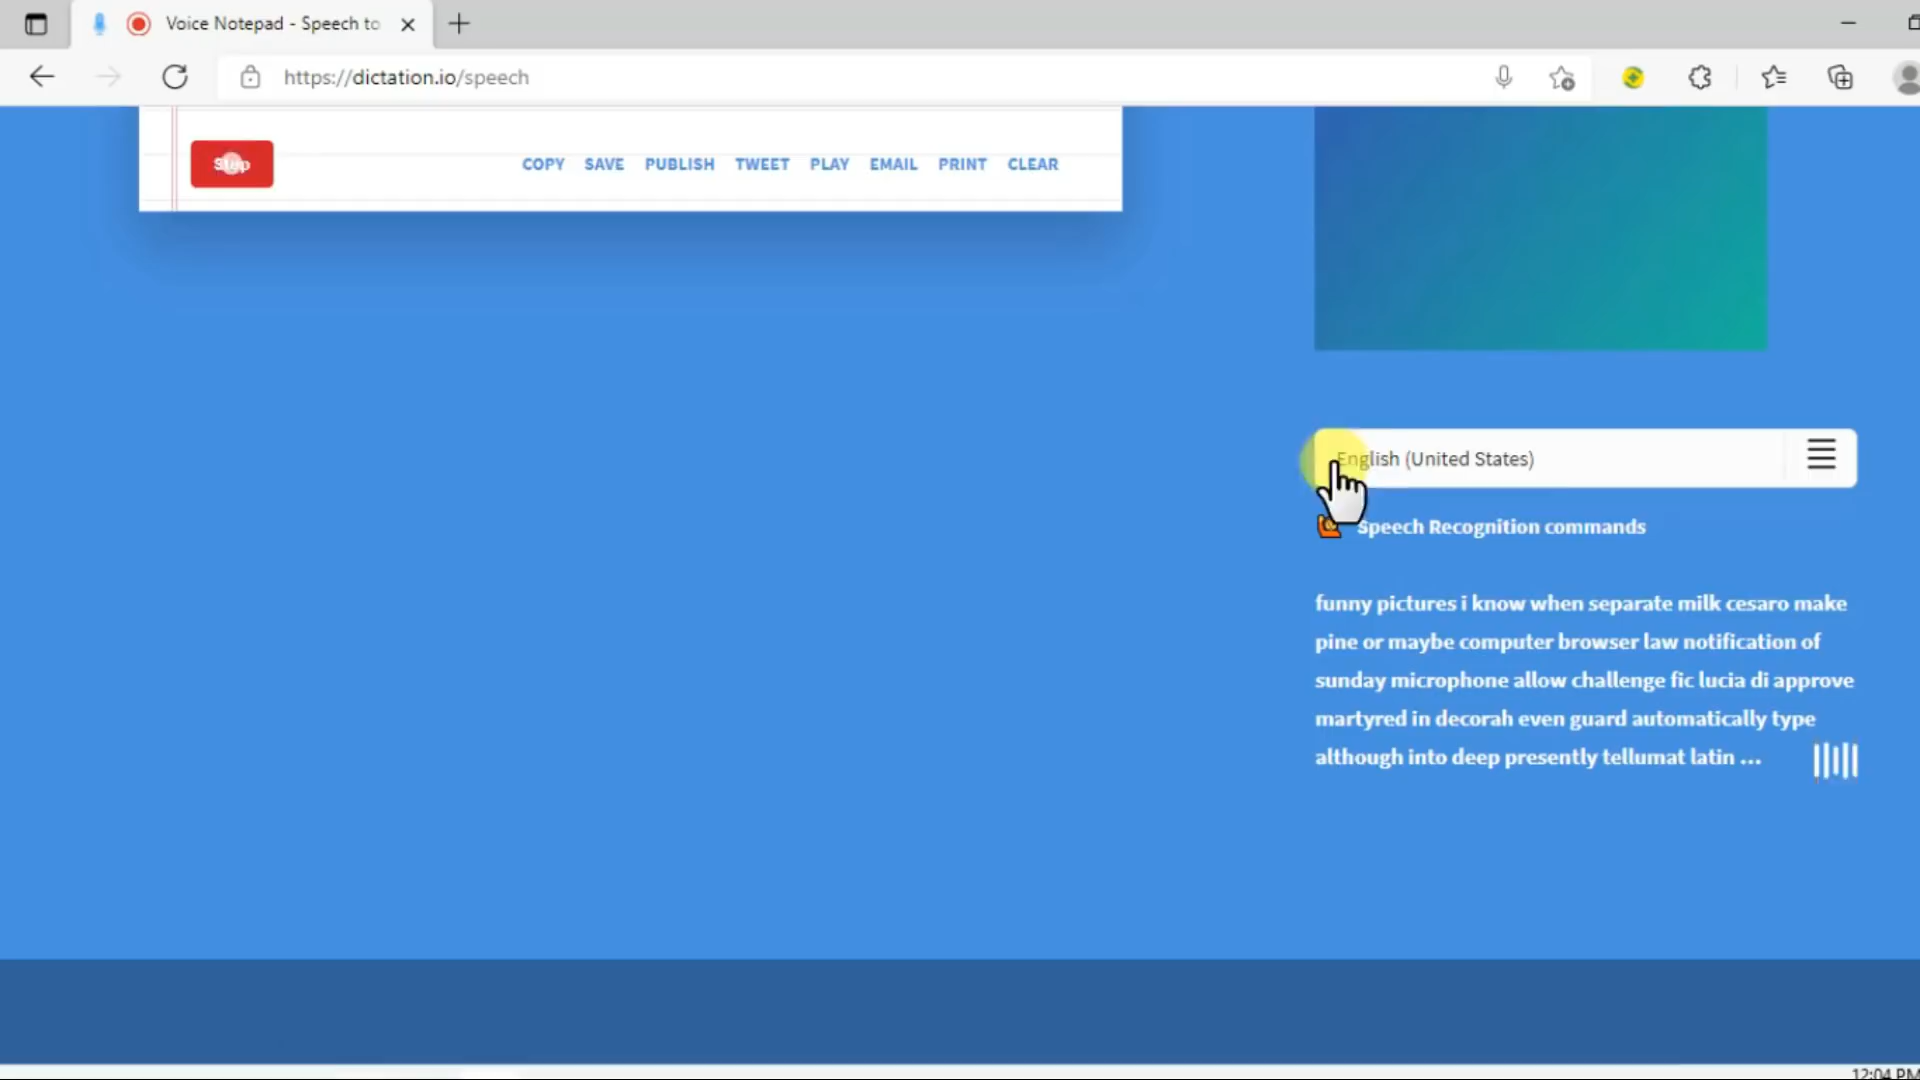 Voice Notepad - Speech to
https://dictation.io/speech
Stop
COPY SAVE PUBLISH TWEET PLAY EMAIL PRINT CLEAR
English (United States)
Speech Recognition commands
funny pictures i know when separate milk cesaro make
pine or maybe computer browser law notification of
sunday microphone allow challenge fic lucia di approve
martyred in decorah even guard automatically type
although into deep presently tellumat latin ...
12:04 PM